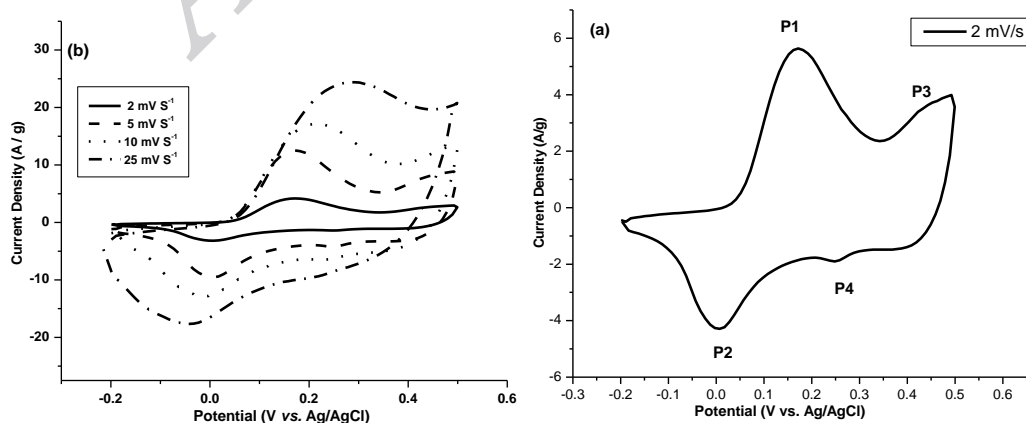 (b)
30
20
10
0
-10
-20
Current Density (A / g)
2 mV S⁻¹
5 mV S⁻¹
10 mV S⁻¹
25 mV S⁻¹
-0.2
0.0
0.2
0.4
0.6
Potential (V vs. Ag/AgCl)
(a)
2 mV/s
P1
P3
P4
P2
6
4
2
0
-2
-4
-6
Current Density (A/g)
-0.3
-0.2
-0.1
0.0
0.1
0.2
0.3
0.4
0.5
0.6
Potential (V vs. Ag/AgCl)